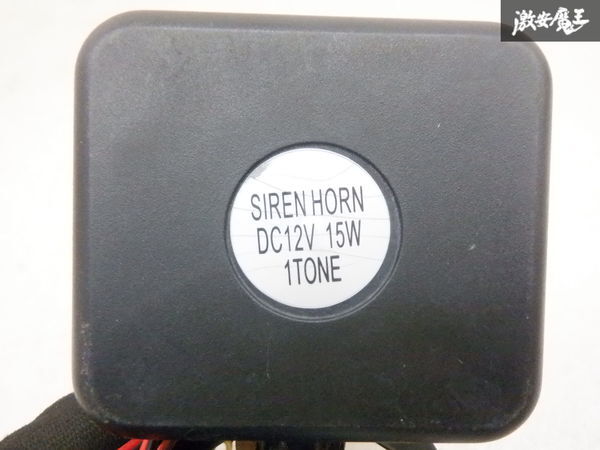 激安魔王
SIREN HORN
DC12V 15W
1TONE